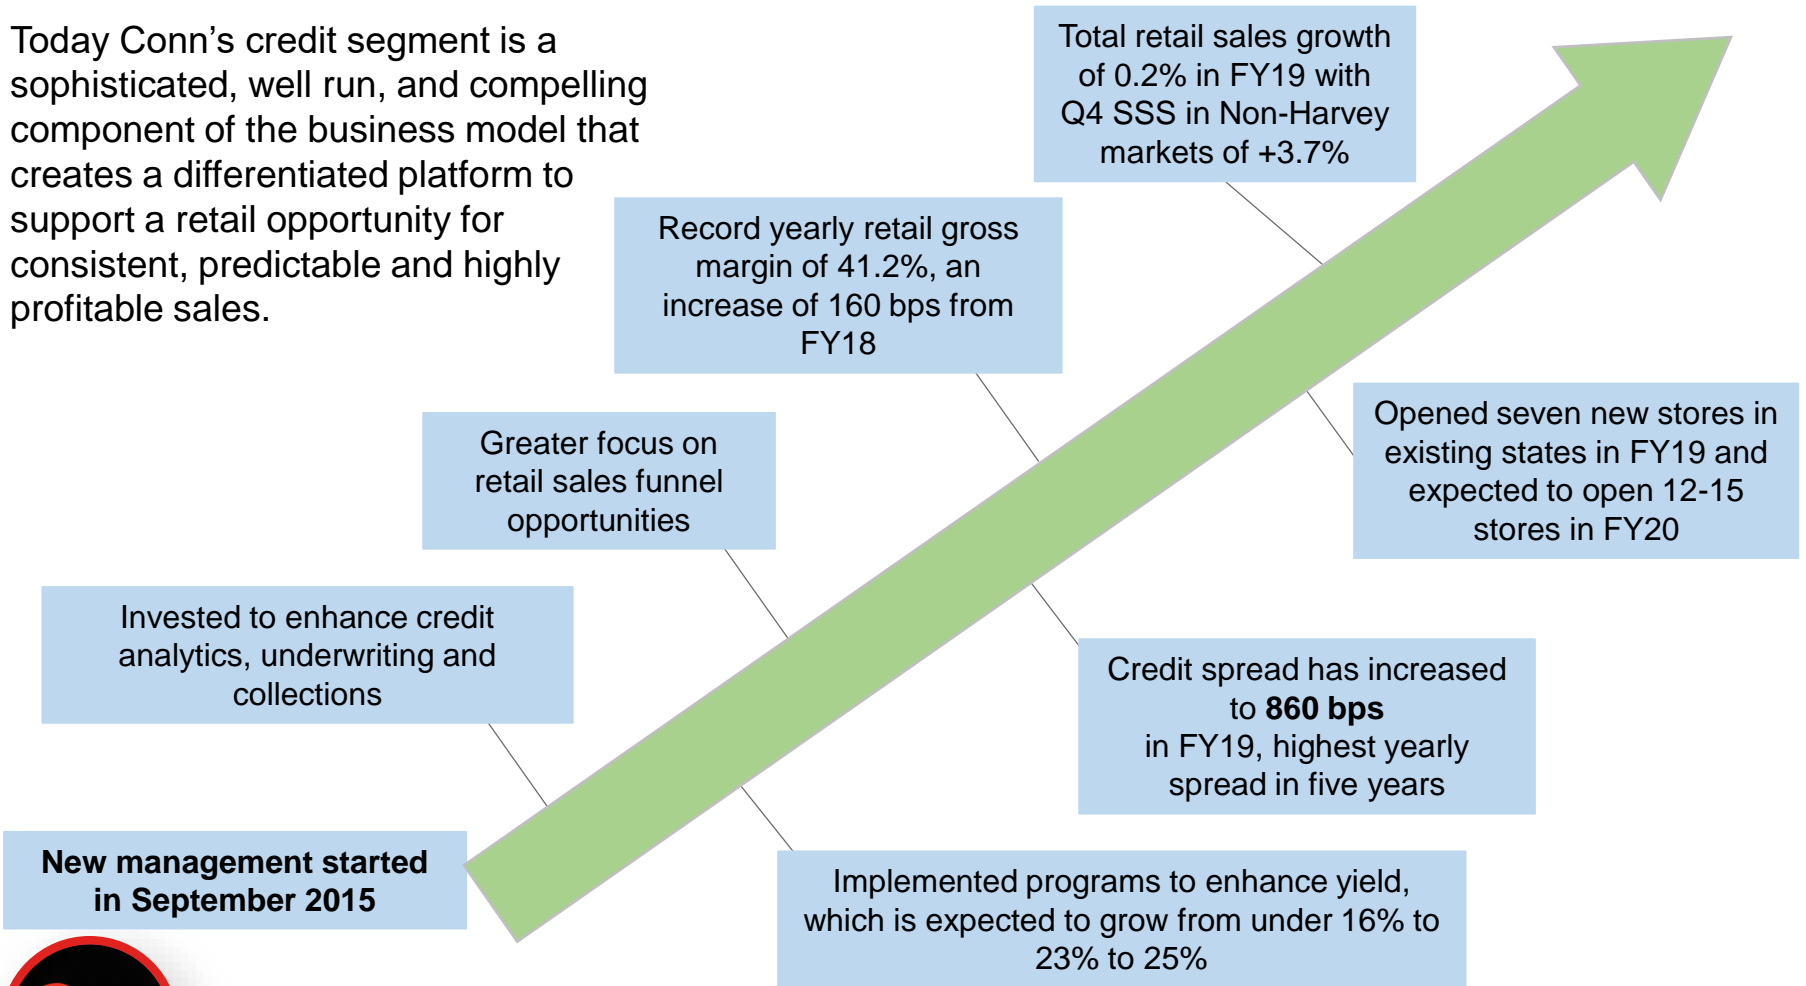 Today Conn’s credit segment is a
sophisticated, well run, and compelling
component of the business model that
creates a differentiated platform to
support a retail opportunity for
consistent, predictable and highly
profitable sales.
Total retail sales growth
of 0.2% in FY19 with
Q4 SSS in Non-Harvey
markets of +3.7%
Record yearly retail gross
margin of 41.2%, an
increase of 160 bps from
FY18
Opened seven new stores in
existing states in FY19 and
expected to open 12-15
stores in FY20
Greater focus on
retail sales funnel
opportunities
Invested to enhance credit
analytics, underwriting and
collections
Credit spread has increased
to 860 bps
in FY19, highest yearly
spread in five years
New management started
in September 2015
Implemented programs to enhance yield,
which is expected to grow from under 16% to
23% to 25%